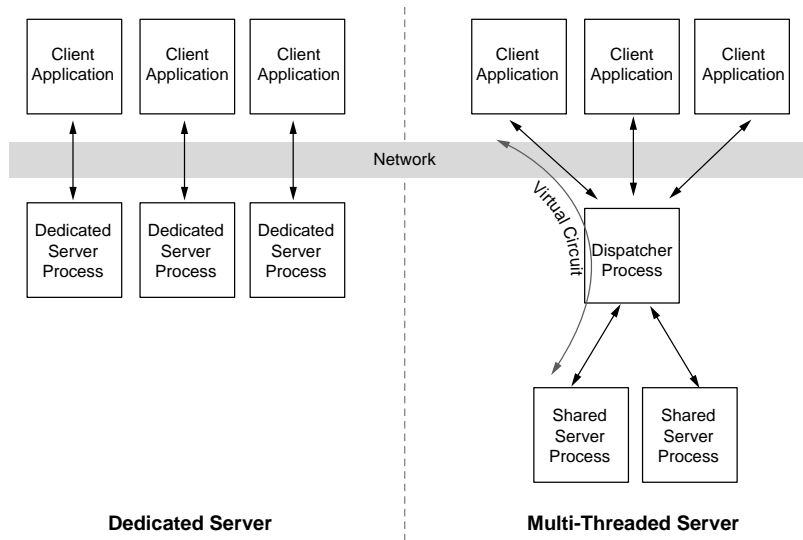 Client
Application
Client
Application
Client
Application
Client
Application
Client
Application
Client
Application
Network
Dedicated
Server
Process
Dedicated
Server
Process
Dedicated
Server
Process
Virtual Circuit
Dispatcher
Process
Shared
Server
Process
Shared
Server
Process
Dedicated Server
Multi-Threaded Server